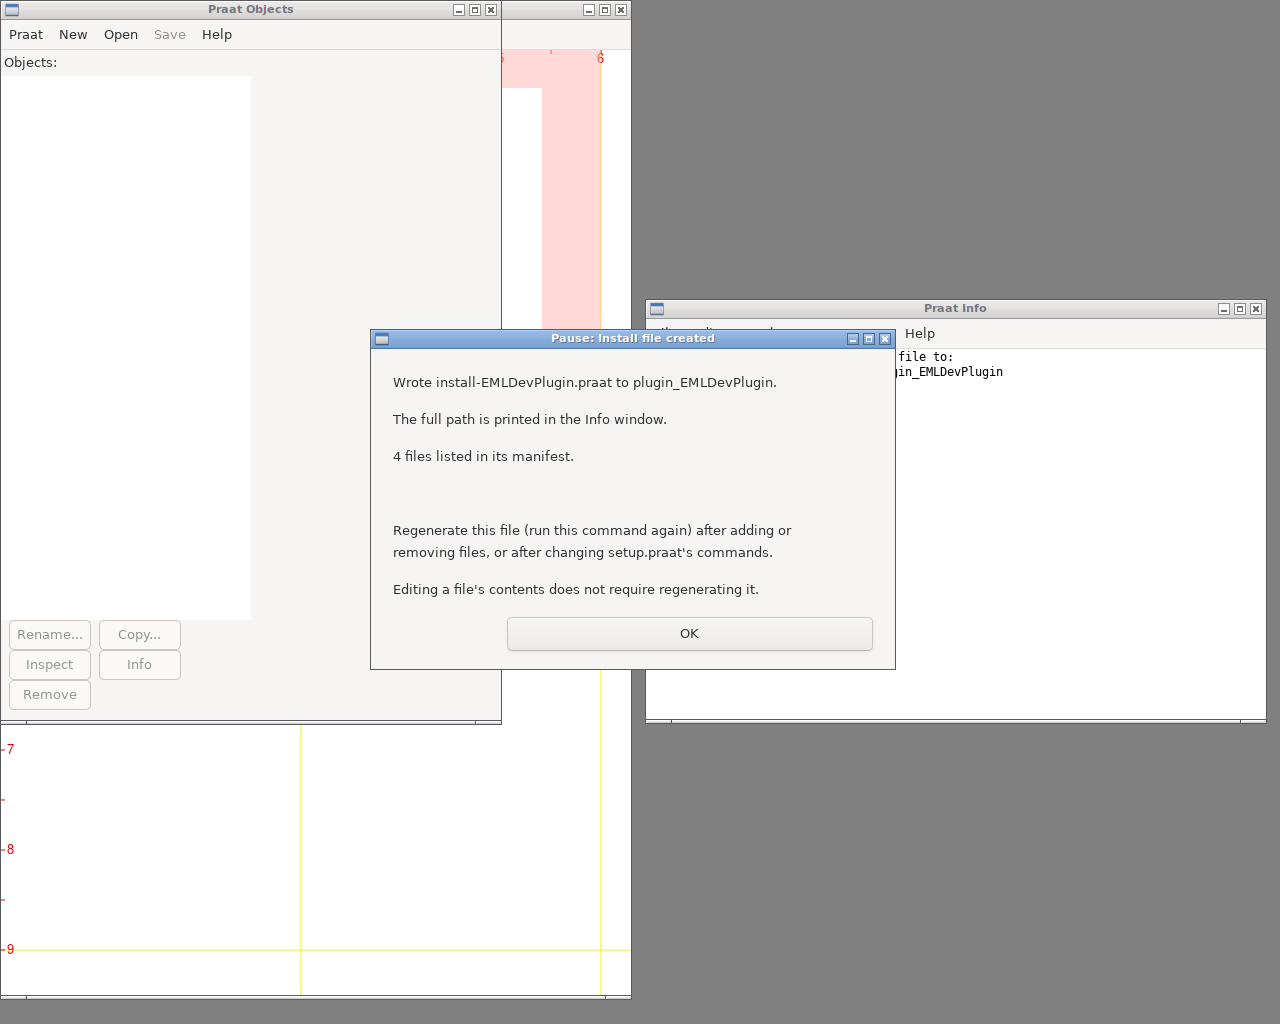 Praat Objects
Praat New Open Save Help
Objects:
6
Rename... Copy...
Inspect Info
Remove
7
8
9
Praat Info
Help
file to:
gin_EMLDevPlugin
Pause: Install file created
Wrote install-EMLDevPlugin.praat to plugin_EMLDevPlugin.
The full path is printed in the Info window.
4 files listed in its manifest.
Regenerate this file (run this command again) after adding or
removing files, or after changing setup.praat's commands.
Editing a file's contents does not require regenerating it.
OK